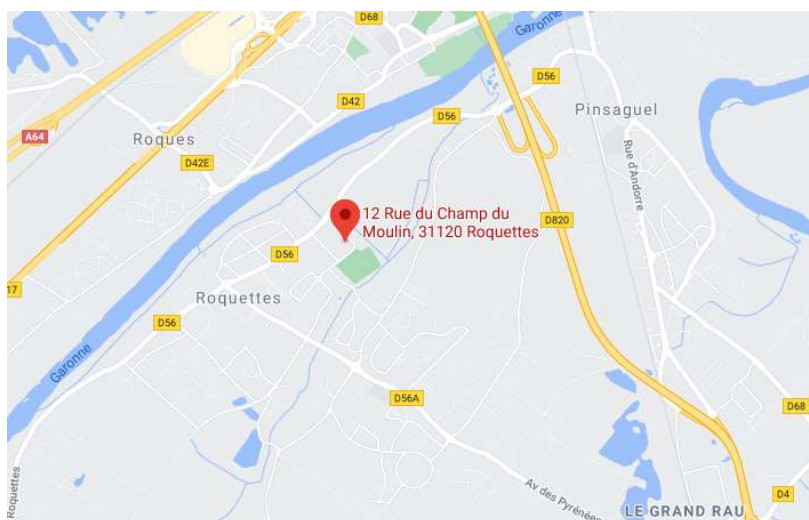 D68
Garonne
D56
D42
D56
Pinsaguel
A64
Roques
D42E
Rue d'Andorre
12 Rue du Champ du
Moulin, 31120 Roquettes
D820
D56
17
Roquettes
D56
Garonne
D56A
D68
Roquettes
Av des Pyrénées
D4
LE GRAND RAU